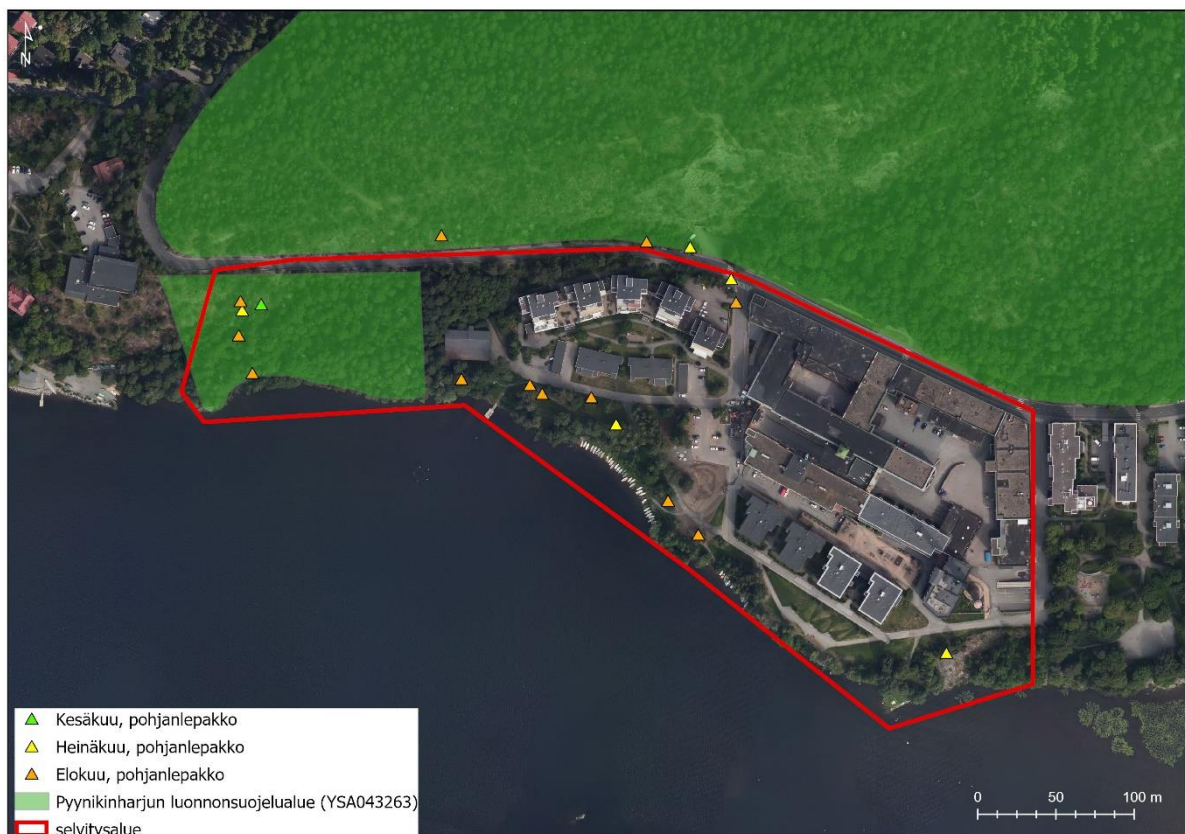 N
Kesäkuu, pohjanlepakko
Heinäkuu, pohjanlepakko
Elokuu, pohjanlepakko
Pyynikinharjun luonnonsuojelualue (YSA043263)
selvitysalue
0 50 100 m